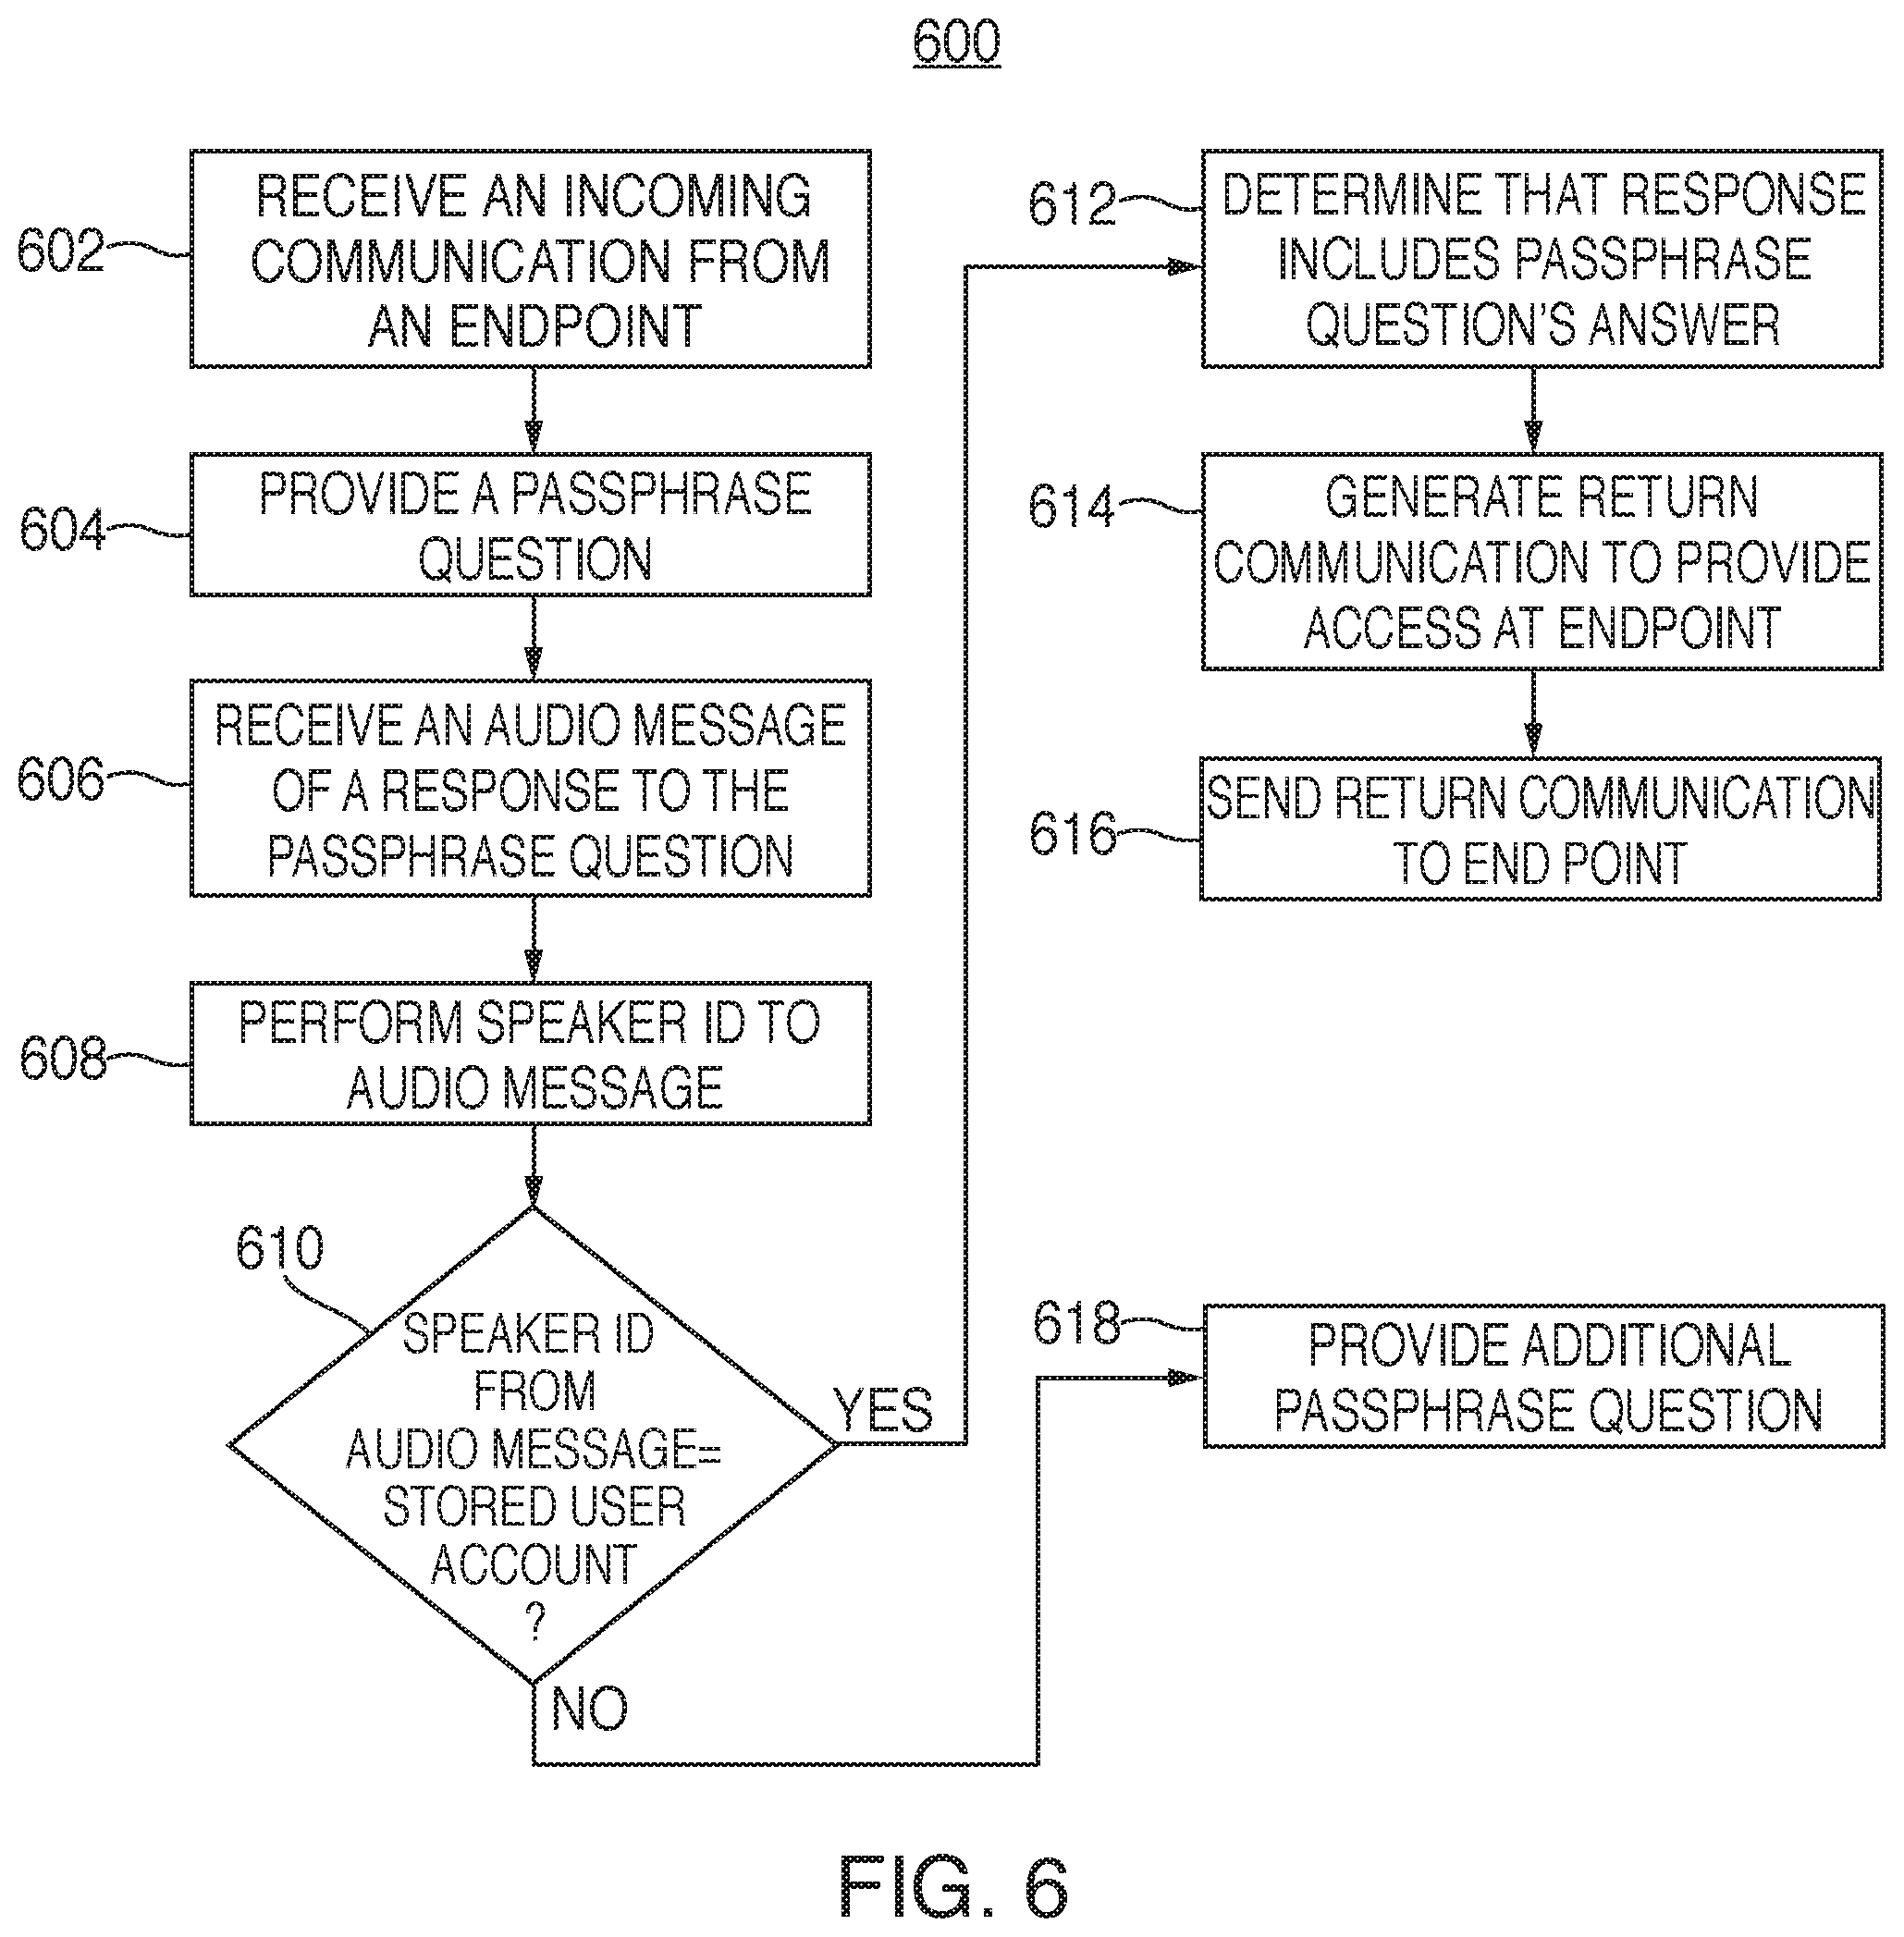 600
602
RECEIVE AN INCOMING
COMMUNICATION FROM
AN ENDPOINT
604
PROVIDE A PASSPHRASE
QUESTION
606
RECEIVE AN AUDIO MESSAGE
OF A RESPONSE TO THE
PASSPHRASE QUESTION
608
PERFORM SPEAKER ID TO
AUDIO MESSAGE
610
SPEAKER ID
FROM
AUDIO MESSAGE=
STORED USER
ACCOUNT
?
YES
NO
612
DETERMINE THAT RESPONSE
INCLUDES PASSPHRASE
QUESTION'S ANSWER
614
GENERATE RETURN
COMMUNICATION TO PROVIDE
ACCESS AT ENDPOINT
616
SEND RETURN COMMUNICATION
TO END POINT
618
PROVIDE ADDITIONAL
PASSPHRASE QUESTION
FIG. 6